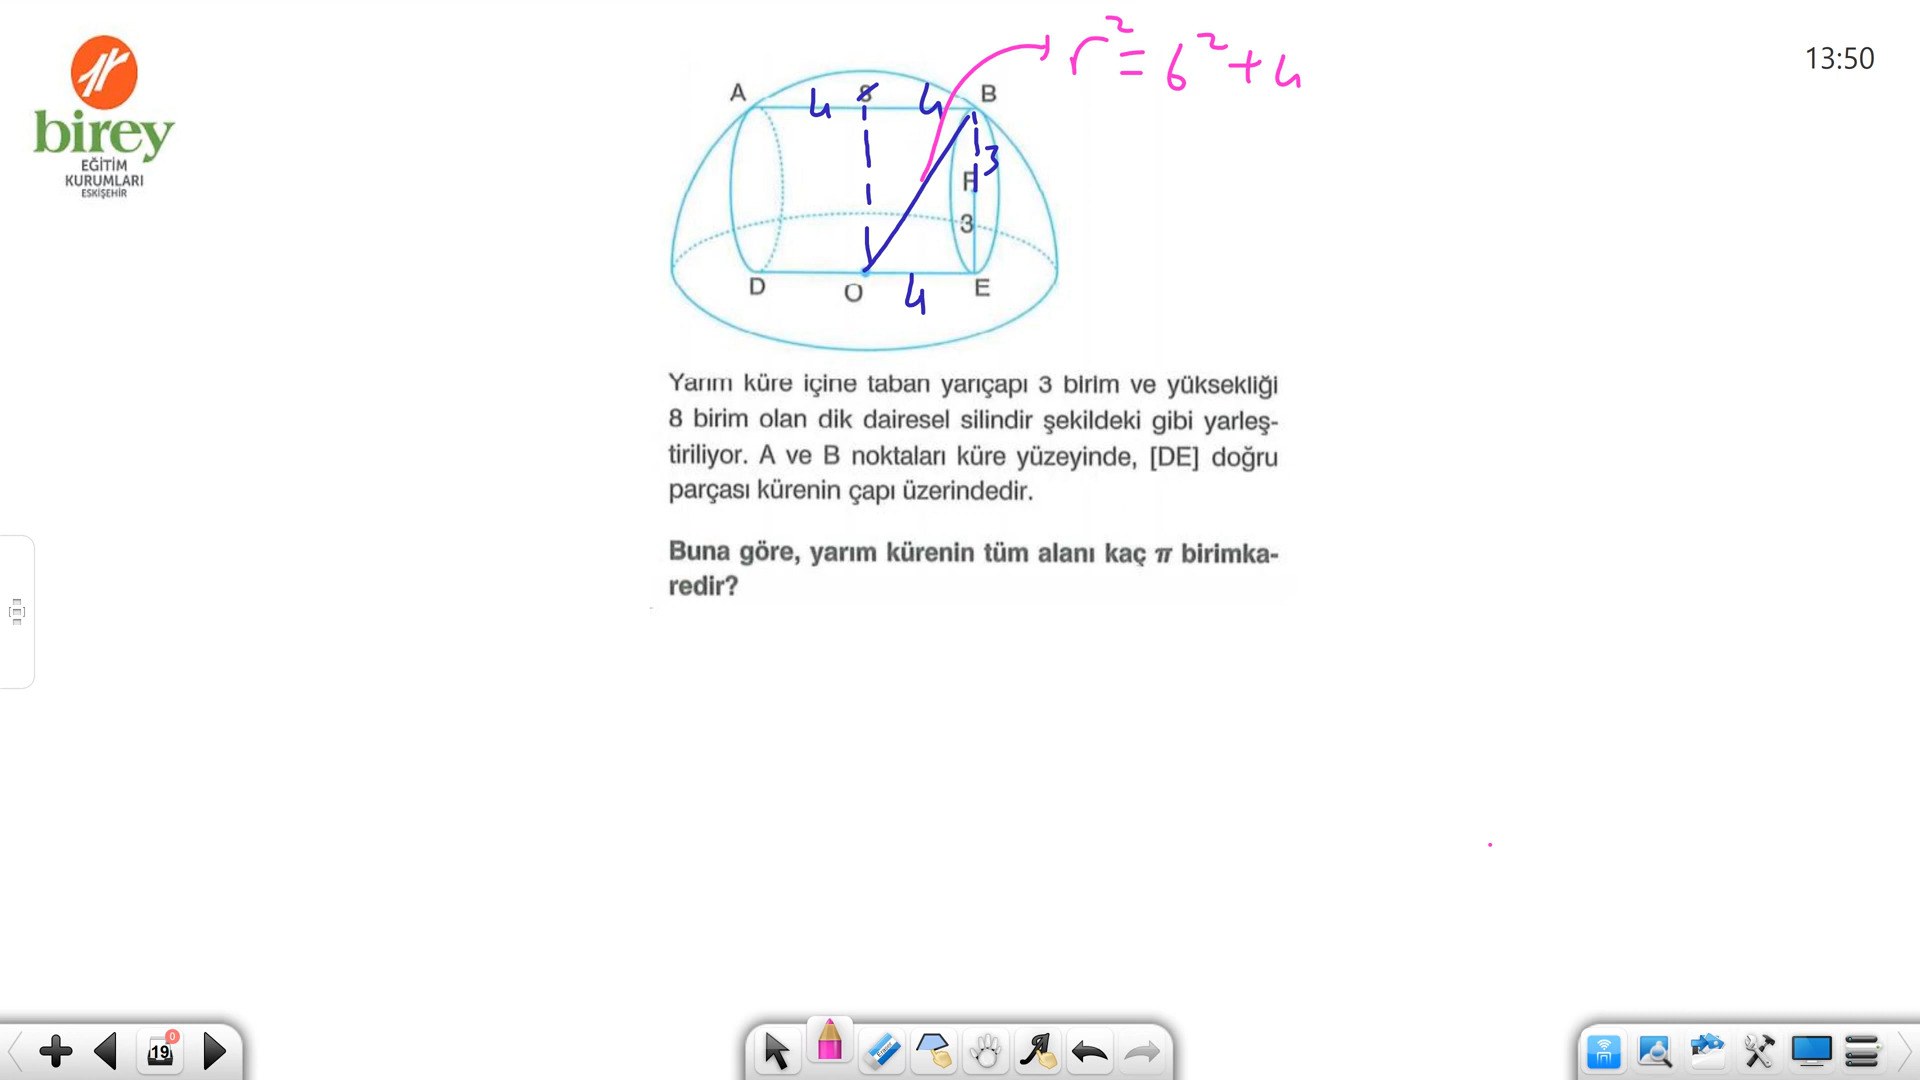 birey
EĞİTİM
KURUMLARI
ESKİŞEHİR
r² = 6² + 4
13:50
A 4 8 4 B
3
F
3
D O 4 E
Yarım küre içine taban yarıçapı 3 birim ve yüksekliği
8 birim olan dik dairesel silindir şekildeki gibi yarleş-
tiriliyor. A ve B noktaları küre yüzeyinde, [DE] doğru
parçası kürenin çapı üzerindedir.
Buna göre, yarım kürenin tüm alanı kaç π birimka-
redir?
19
0